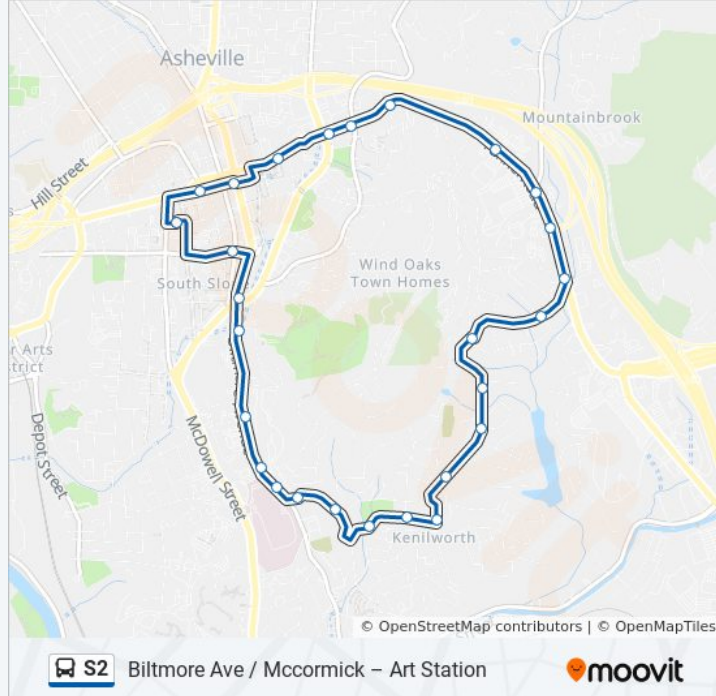 Asheville
Mountainbrook
Hill Street
Wind Oaks
Town Homes
South Slo
r Arts
strict
Depot Street
McDowell Street
Kenilworth
© OpenStreetMap contributors | © OpenMapTiles
S2 Biltmore Ave / Mccormick – Art Station
moovit